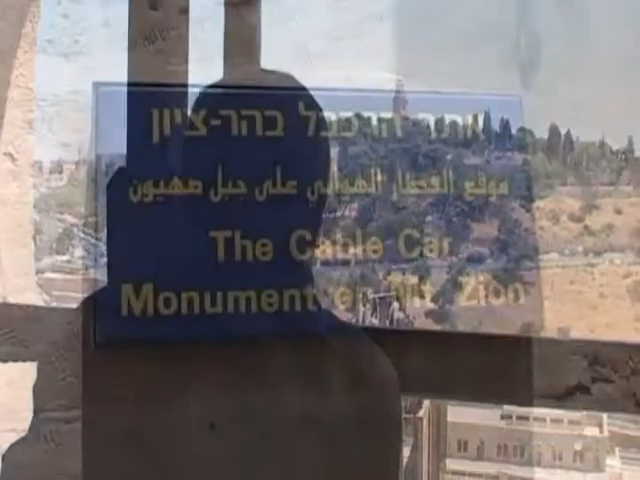 אתר הרכבל בהר-ציון
موقع القطار الهوائي على جبل صهيون
The Cable Car
Monument on Mt. Zion